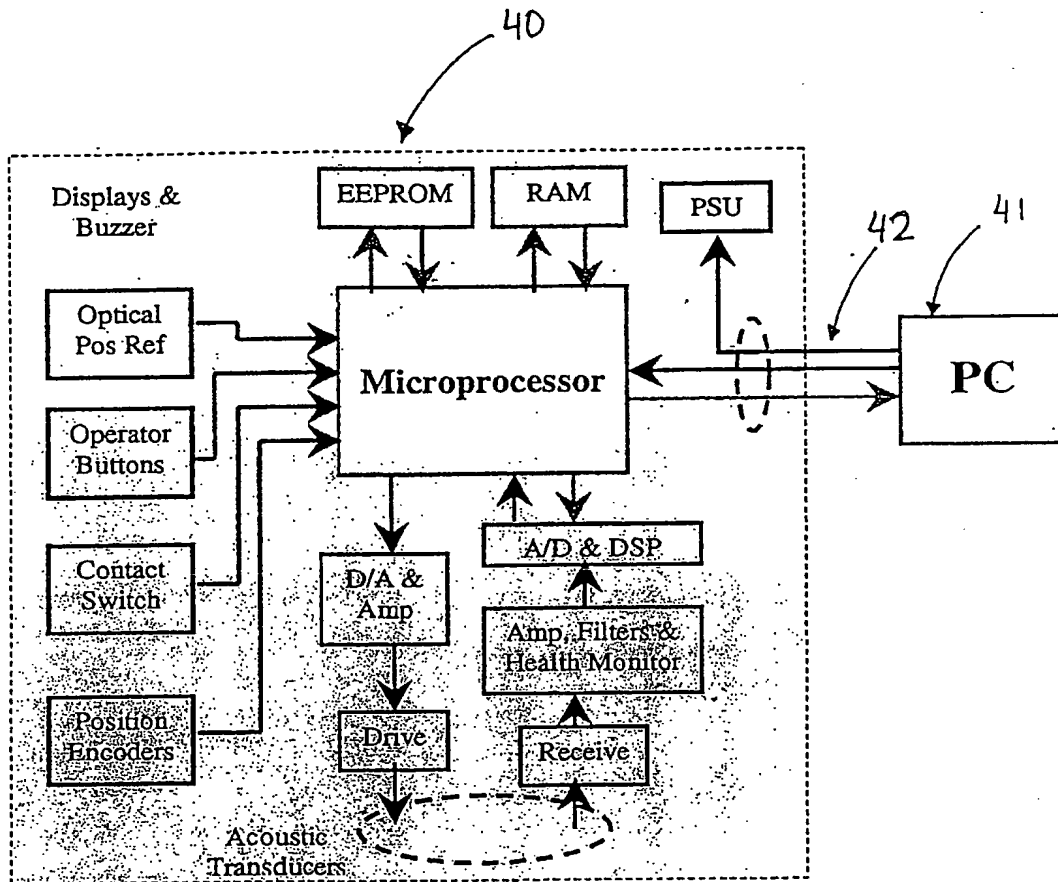 40
Displays &
Buzzer
EEPROM
RAM
PSU
42
41
Optical
Pos Ref
Microprocessor
PC
Operator
Buttons
Contact
Switch
D/A &
Amp
A/D & DSP
Amp, Filters &
Health Monitor
Position
Encoders
Drive
Receive
Acoustic
Transducers